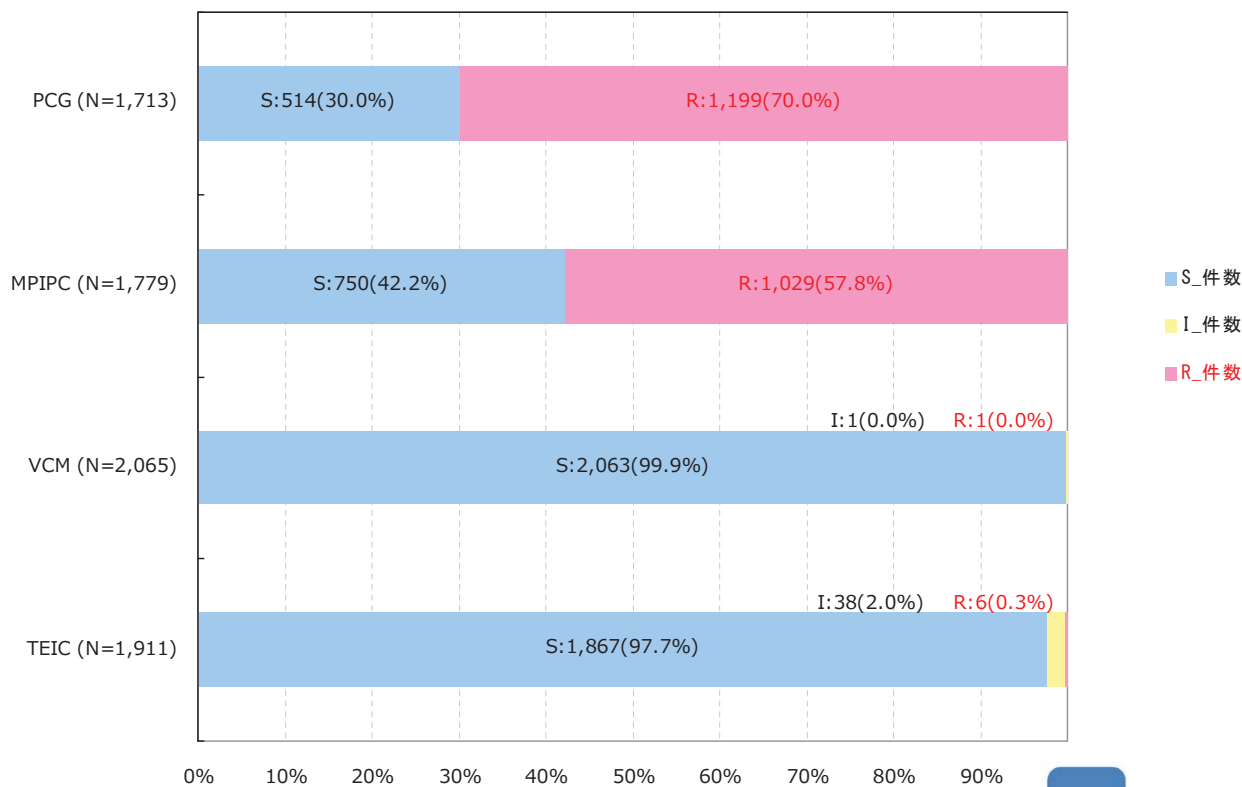 PCG (N=1,713)
S:514(30.0%)
R:1,199(70.0%)
MPIPC (N=1,779)
S:750(42.2%)
R:1,029(57.8%)
S_件数
I_件数
R_件数
I:1(0.0%)
R:1(0.0%)
VCM (N=2,065)
S:2,063(99.9%)
I:38(2.0%)
R:6(0.3%)
TEIC (N=1,911)
S:1,867(97.7%)
0% 10% 20% 30% 40% 50% 60% 70% 80% 90%